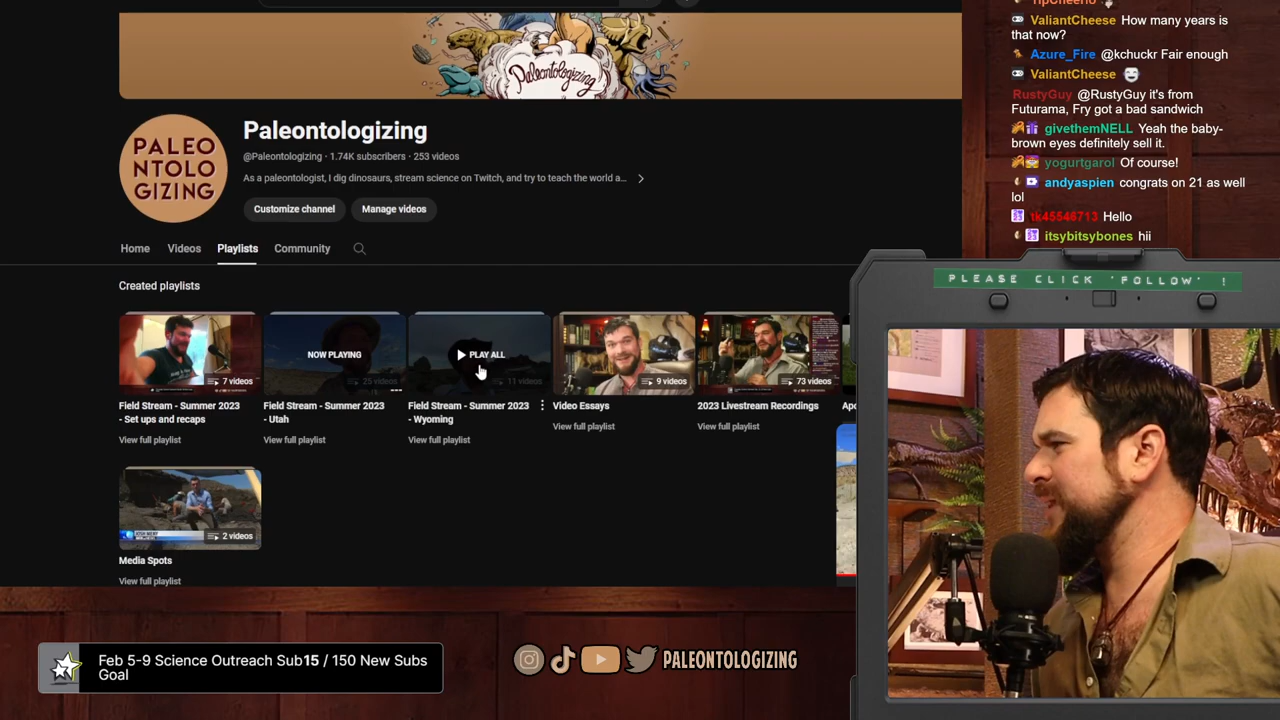 Paleontologizing
PALEO
NTOLO
GIZING
Paleontologizing
@Paleontologizing · 1.74K subscribers · 253 videos
As a paleontologist, I dig dinosaurs, stream science on Twitch, and try to teach the world a...
Customize channel
Manage videos
Home
Videos
Playlists
Community
Created playlists
7 videos
NOW PLAYING
25 videos
PLAY ALL
11 videos
9 videos
73 videos
Field Stream - Summer 2023
- Set ups and recaps
View full playlist
Field Stream - Summer 2023
- Utah
View full playlist
Field Stream - Summer 2023
- Wyoming
View full playlist
Video Essays
View full playlist
2023 Livestream Recordings
View full playlist
2 videos
Media Spots
View full playlist
ValiantCheese How many years is
that now?
Azure_Fire @kchuckr Fair enough
ValiantCheese
RustyGuy @RustyGuy it's from
Futurama, Fry got a bad sandwich
givethemNELL Yeah the baby-
brown eyes definitely sell it.
yogurtgarol Of course!
andyaspien congrats on 21 as well
lol
tk45546713 Hello
itsybitsybones hii
PLEASE CLICK 'FOLLOW' !
Feb 5-9 Science Outreach Sub15 / 150 New Subs
Goal
PALEONTOLOGIZING